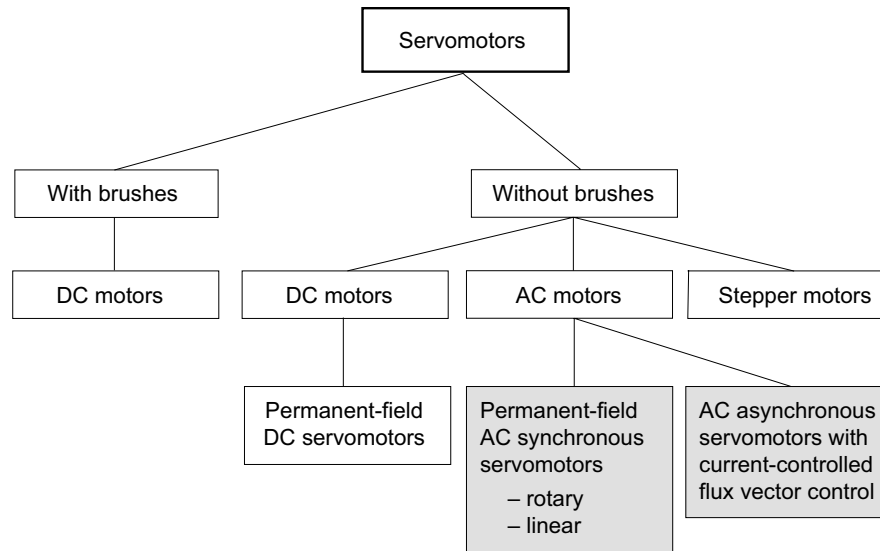 Servomotors
With brushes
Without brushes
DC motors
DC motors
AC motors
Stepper motors
Permanent-field
DC servomotors
Permanent-field
AC synchronous
servomotors
– rotary
– linear
AC asynchronous
servomotors with
current-controlled
flux vector control